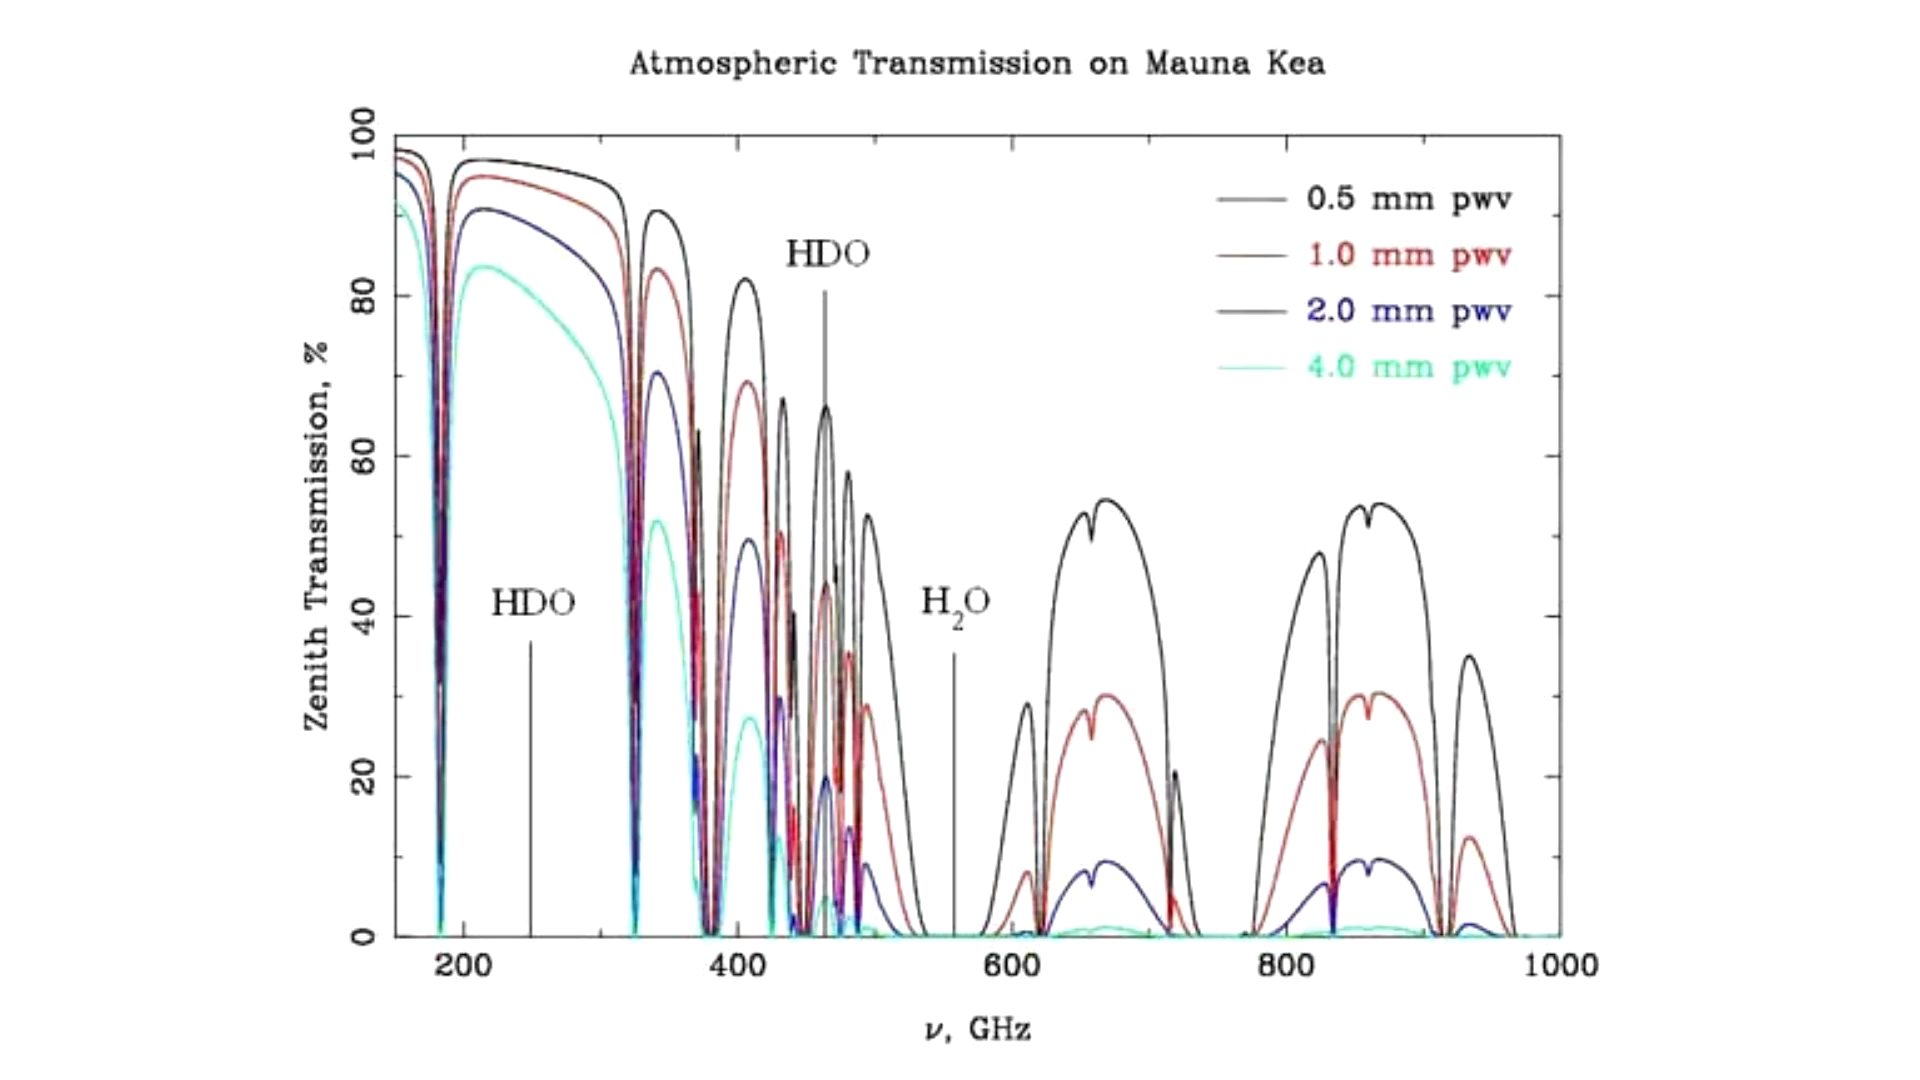 Atmospheric Transmission on Mauna Kea
100
80
60
40
20
0
Zenith Transmission, %
0.5 mm pwv
1.0 mm pwv
2.0 mm pwv
4.0 mm pwv
HDO
HDO
H₂O
200 400 600 800 1000
ν, GHz